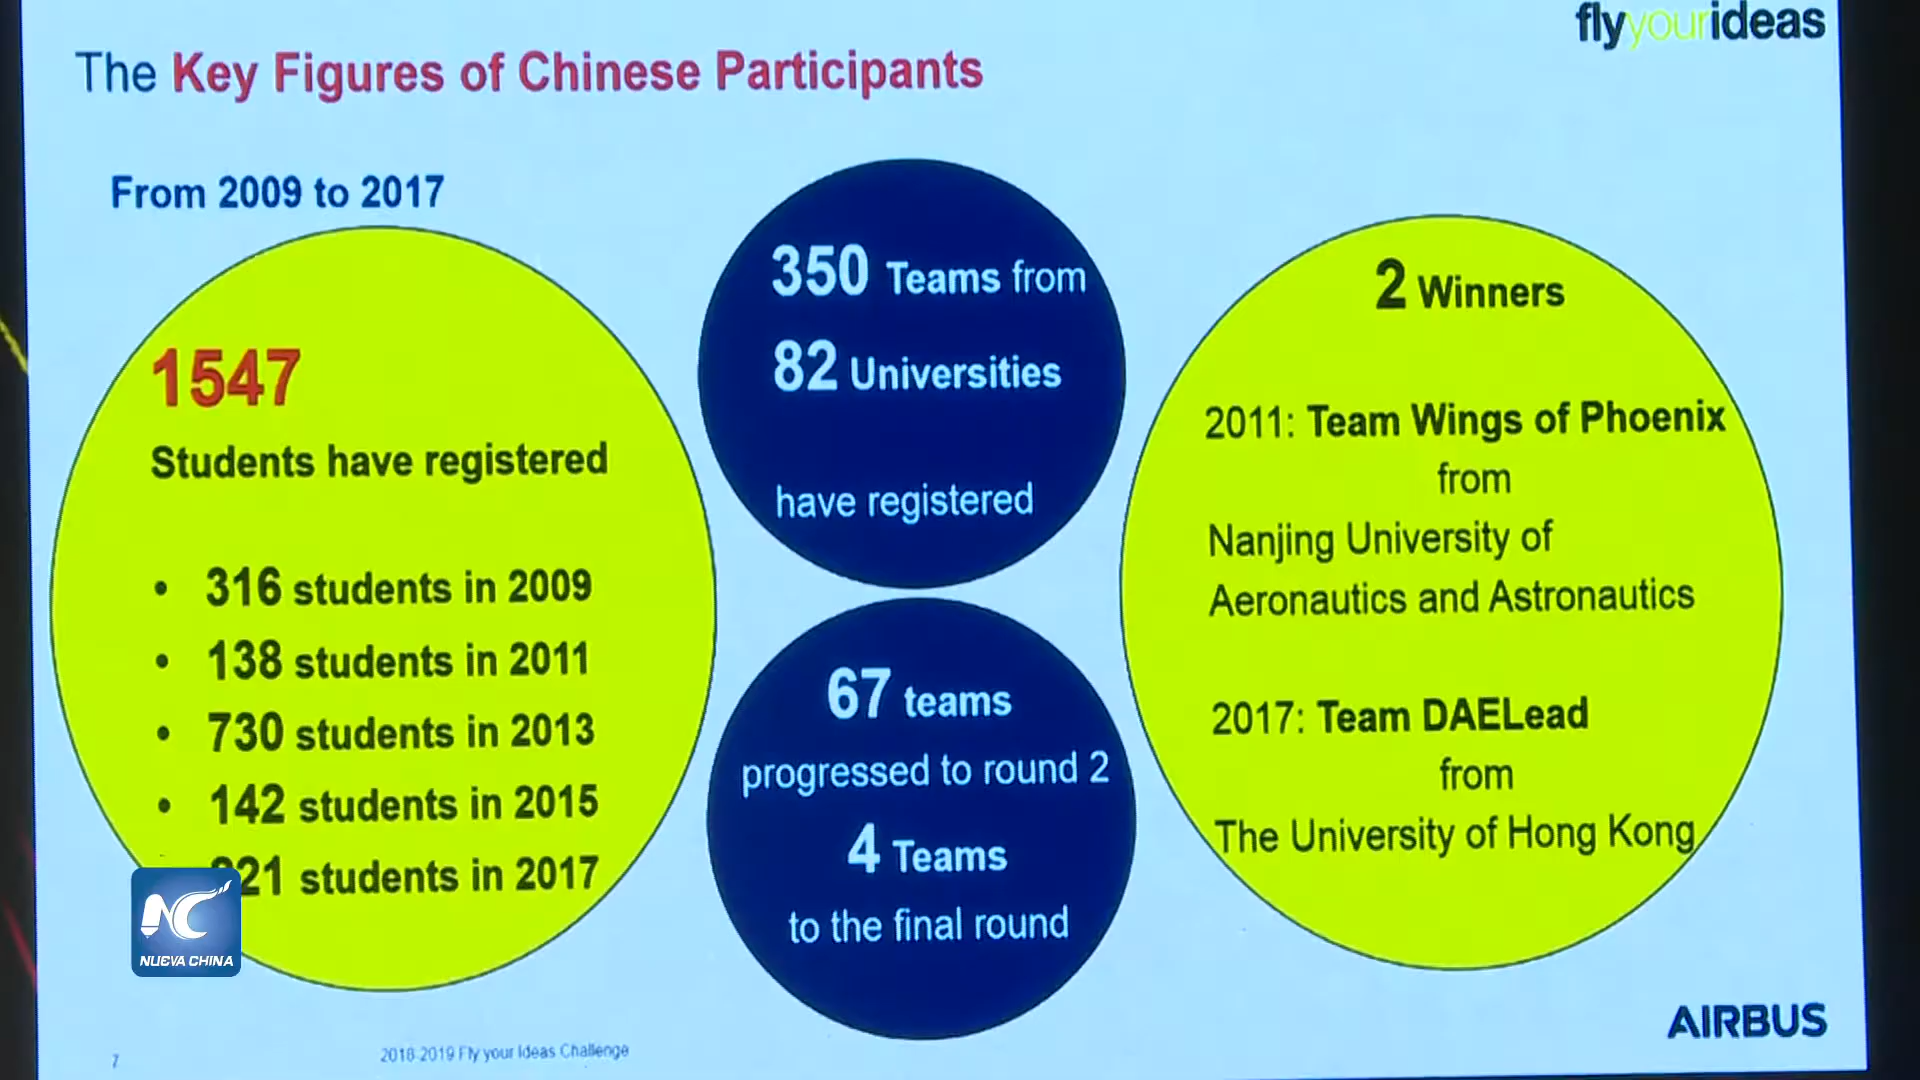 flyyourideas
The Key Figures of Chinese Participants
From 2009 to 2017
1547
Students have registered
• 316 students in 2009
• 138 students in 2011
• 730 students in 2013
• 142 students in 2015
21 students in 2017
350 Teams from
82 Universities
have registered
67 teams
progressed to round 2
4 Teams
to the final round
2 Winners
2011: Team Wings of Phoenix
from
Nanjing University of
Aeronautics and Astronautics
2017: Team DAELead
from
The University of Hong Kong
NC
NUEVA CHINA
AIRBUS
7
2018-2019 Fly your Ideas Challenge